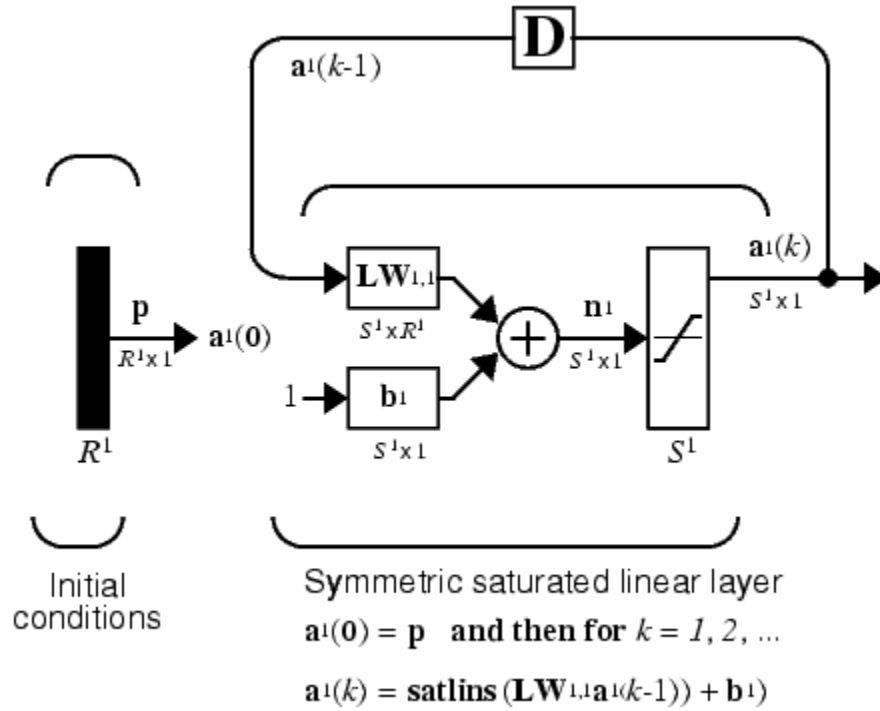 D
a¹(k-1)
a¹(k)
LW1,1
S¹xR¹
p
R¹x1
a¹(0)
R¹
1
b¹
S¹x1
n¹
S¹x1
S¹
S¹x1
Initial
conditions
Symmetric saturated linear layer
a¹(0) = p and then for k = 1, 2, ...
a¹(k) = satlins (LW1,1a¹(k-1)) + b¹)